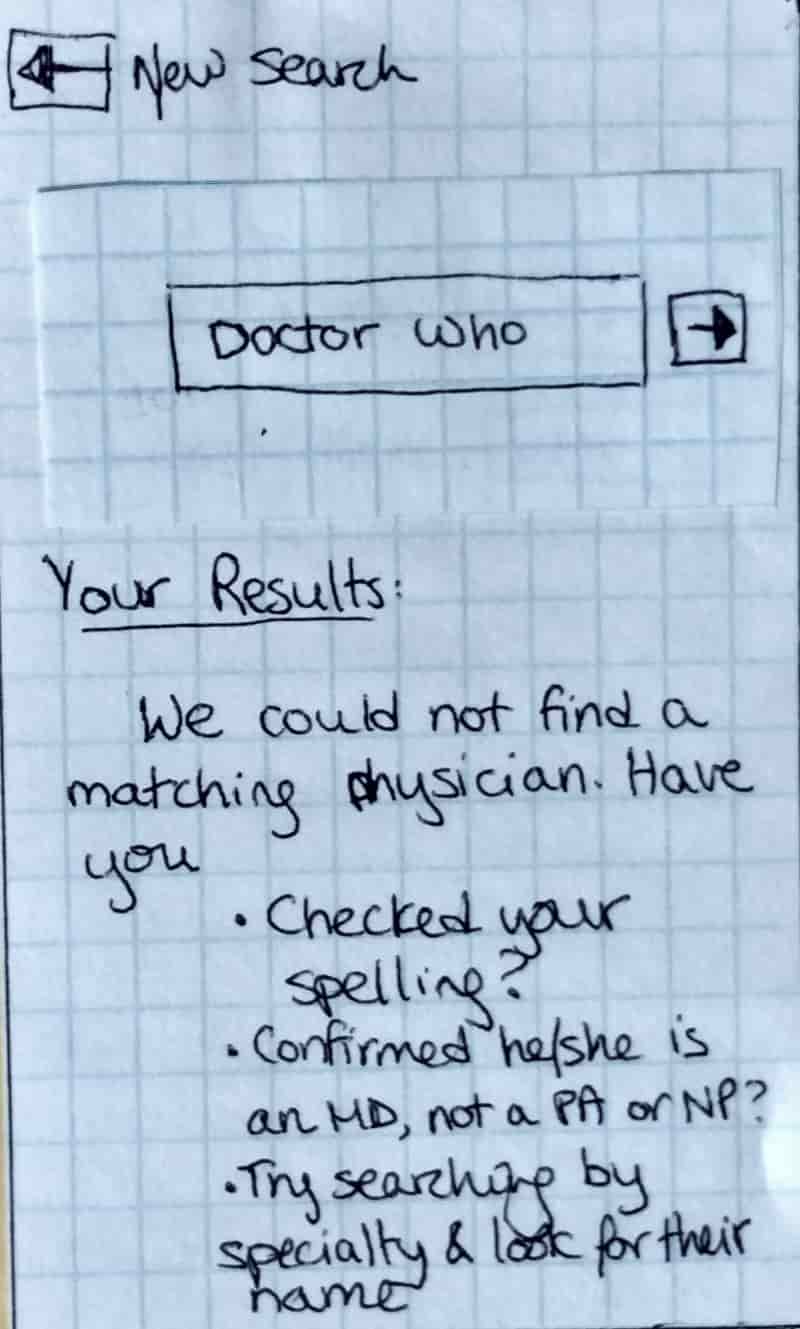 New Search
Doctor Who
Your Results:
We could not find a
matching physician. Have
you
• Checked your
spelling?
• Confirmed he/she is
an MD, not a PA or NP?
• Try searching by
specialty & look for their
name